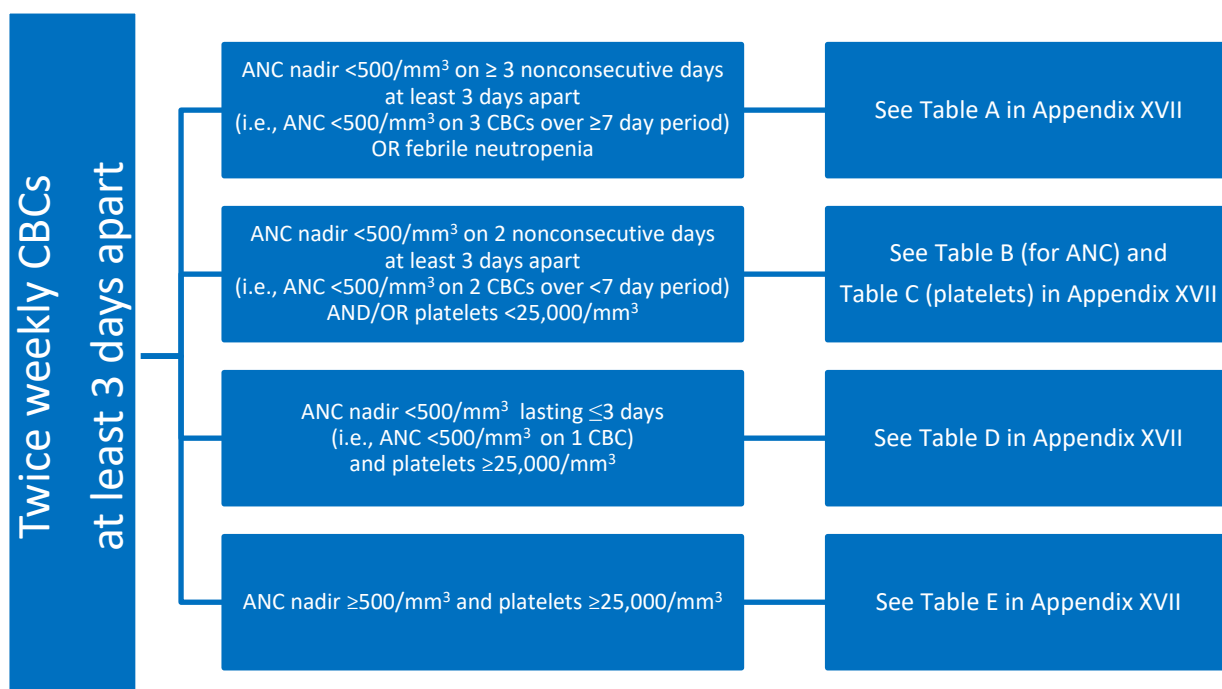 Twice weekly CBCs
at least 3 days apart
ANC nadir <500/mm³ on ≥ 3 nonconsecutive days
at least 3 days apart
(i.e., ANC <500/mm³ on 3 CBCs over ≥7 day period)
OR febrile neutropenia
See Table A in Appendix XVII
ANC nadir <500/mm³ on 2 nonconsecutive days
at least 3 days apart
(i.e., ANC <500/mm³ on 2 CBCs over <7 day period)
AND/OR platelets <25,000/mm³
See Table B (for ANC) and
Table C (platelets) in Appendix XVII
ANC nadir <500/mm³ lasting ≤3 days
(i.e., ANC <500/mm³ on 1 CBC)
and platelets ≥25,000/mm³
See Table D in Appendix XVII
ANC nadir ≥500/mm³ and platelets ≥25,000/mm³
See Table E in Appendix XVII